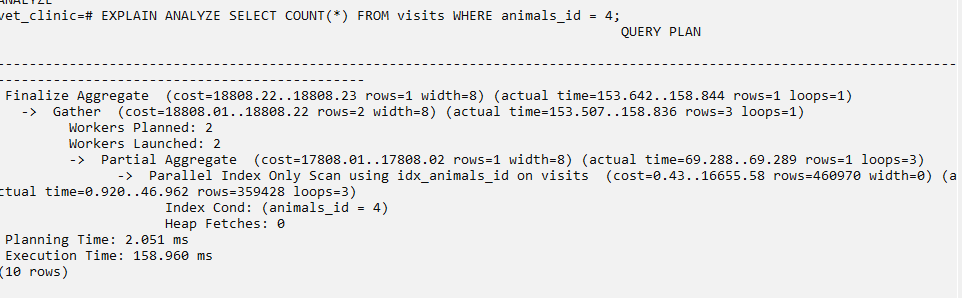 ANALYZE
vet_clinic=# EXPLAIN ANALYZE SELECT COUNT(*) FROM visits WHERE animals_id = 4;
QUERY PLAN
-----------------------------------------------------------------------------------------------------------------------
----------------------------------------------
Finalize Aggregate  (cost=18808.22..18808.23 rows=1 width=8) (actual time=153.642..158.844 rows=1 loops=1)
->  Gather  (cost=18808.01..18808.22 rows=2 width=8) (actual time=153.507..158.836 rows=3 loops=1)
Workers Planned: 2
Workers Launched: 2
->  Partial Aggregate  (cost=17808.01..17808.02 rows=1 width=8) (actual time=69.288..69.289 rows=1 loops=3)
->  Parallel Index Only Scan using idx_animals_id on visits  (cost=0.43..16655.58 rows=460970 width=0) (a
ctual time=0.920..46.962 rows=359428 loops=3)
Index Cond: (animals_id = 4)
Heap Fetches: 0
Planning Time: 2.051 ms
Execution Time: 158.960 ms
(10 rows)